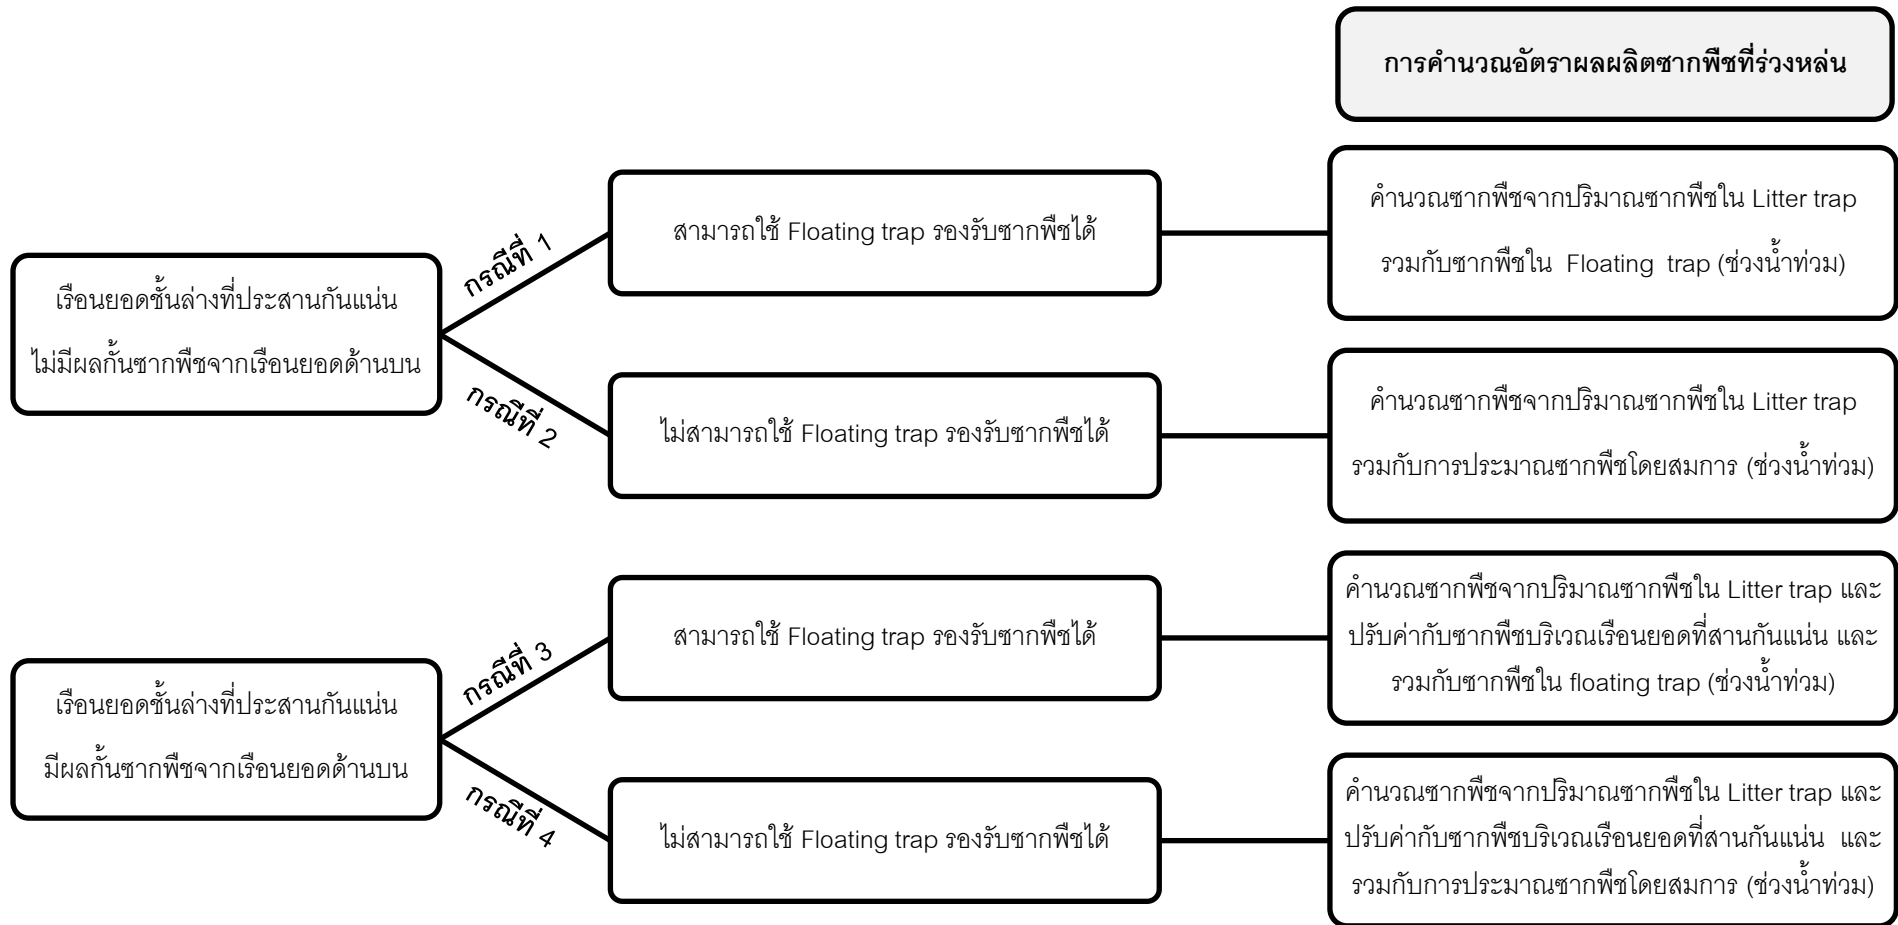 การคำนวณอัตราผลผลิตซากพืชที่ร่วงหล่น
เรือนยอดชั้นล่างที่ประสานกันแน่น
ไม่มีผลกั้นซากพืชจากเรือนยอดด้านบน
กรณีที่ 1
สามารถใช้ Floating trap รองรับซากพืชได้
คำนวณซากพืชจากปริมาณซากพืชใน Litter trap
รวมกับซากพืชใน Floating trap (ช่วงน้ำท่วม)
กรณีที่ 2
ไม่สามารถใช้ Floating trap รองรับซากพืชได้
คำนวณซากพืชจากปริมาณซากพืชใน Litter trap
รวมกับการประมาณซากพืชโดยสมการ (ช่วงน้ำท่วม)
เรือนยอดชั้นล่างที่ประสานกันแน่น
มีผลกั้นซากพืชจากเรือนยอดด้านบน
กรณีที่ 3
สามารถใช้ Floating trap รองรับซากพืชได้
คำนวณซากพืชจากปริมาณซากพืชใน Litter trap และ
ปรับค่ากับซากพืชบริเวณเรือนยอดที่สานกันแน่น และ
รวมกับซากพืชใน floating trap (ช่วงน้ำท่วม)
กรณีที่ 4
ไม่สามารถใช้ Floating trap รองรับซากพืชได้
คำนวณซากพืชจากปริมาณซากพืชใน Litter trap และ
ปรับค่ากับซากพืชบริเวณเรือนยอดที่สานกันแน่น และ
รวมกับการประมาณซากพืชโดยสมการ (ช่วงน้ำท่วม)